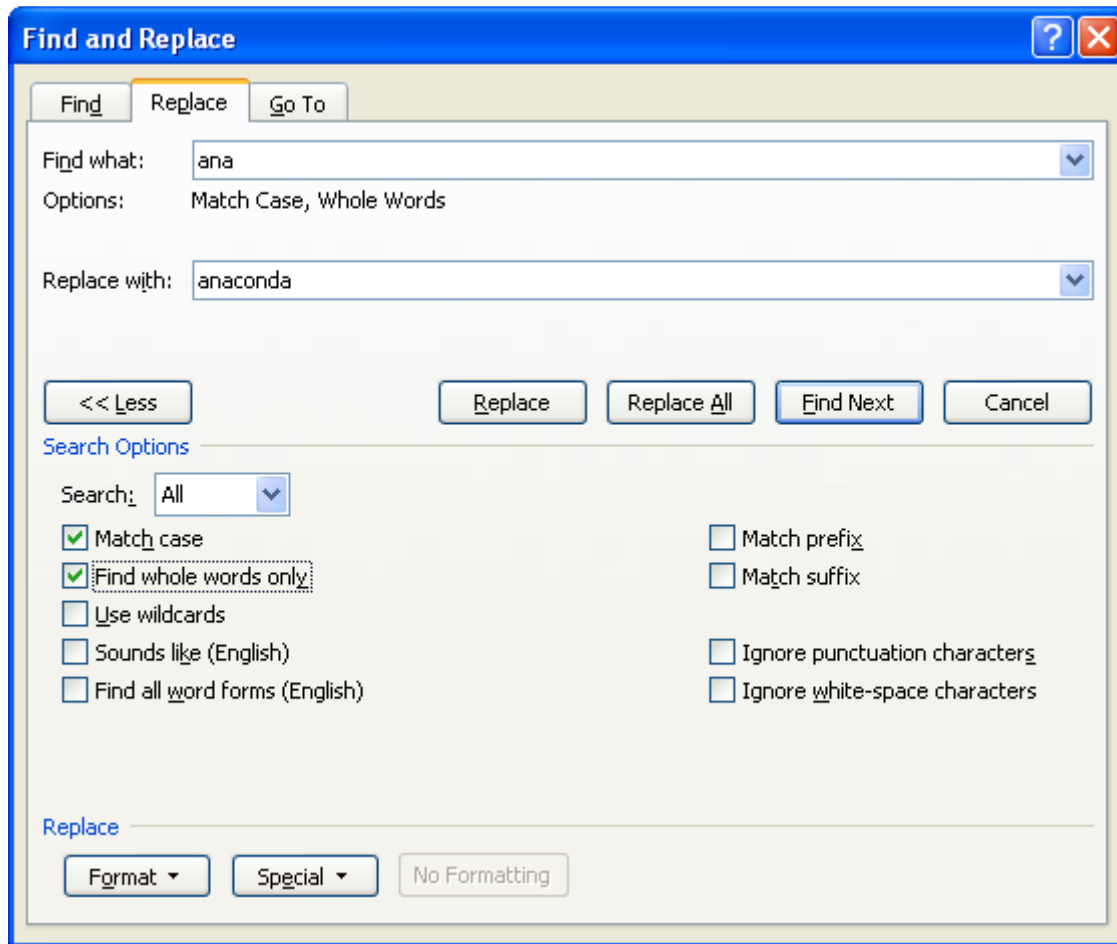 Find and Replace
Find Replace Go To
Find what: ana
Options: Match Case, Whole Words
Replace with: anaconda
<< Less Replace Replace All Find Next Cancel
Search Options
Search: All
Match case Match prefix
Find whole words only Match suffix
Use wildcards
Sounds like (English) Ignore punctuation characters
Find all word forms (English) Ignore white-space characters
Replace
Format Special No Formatting